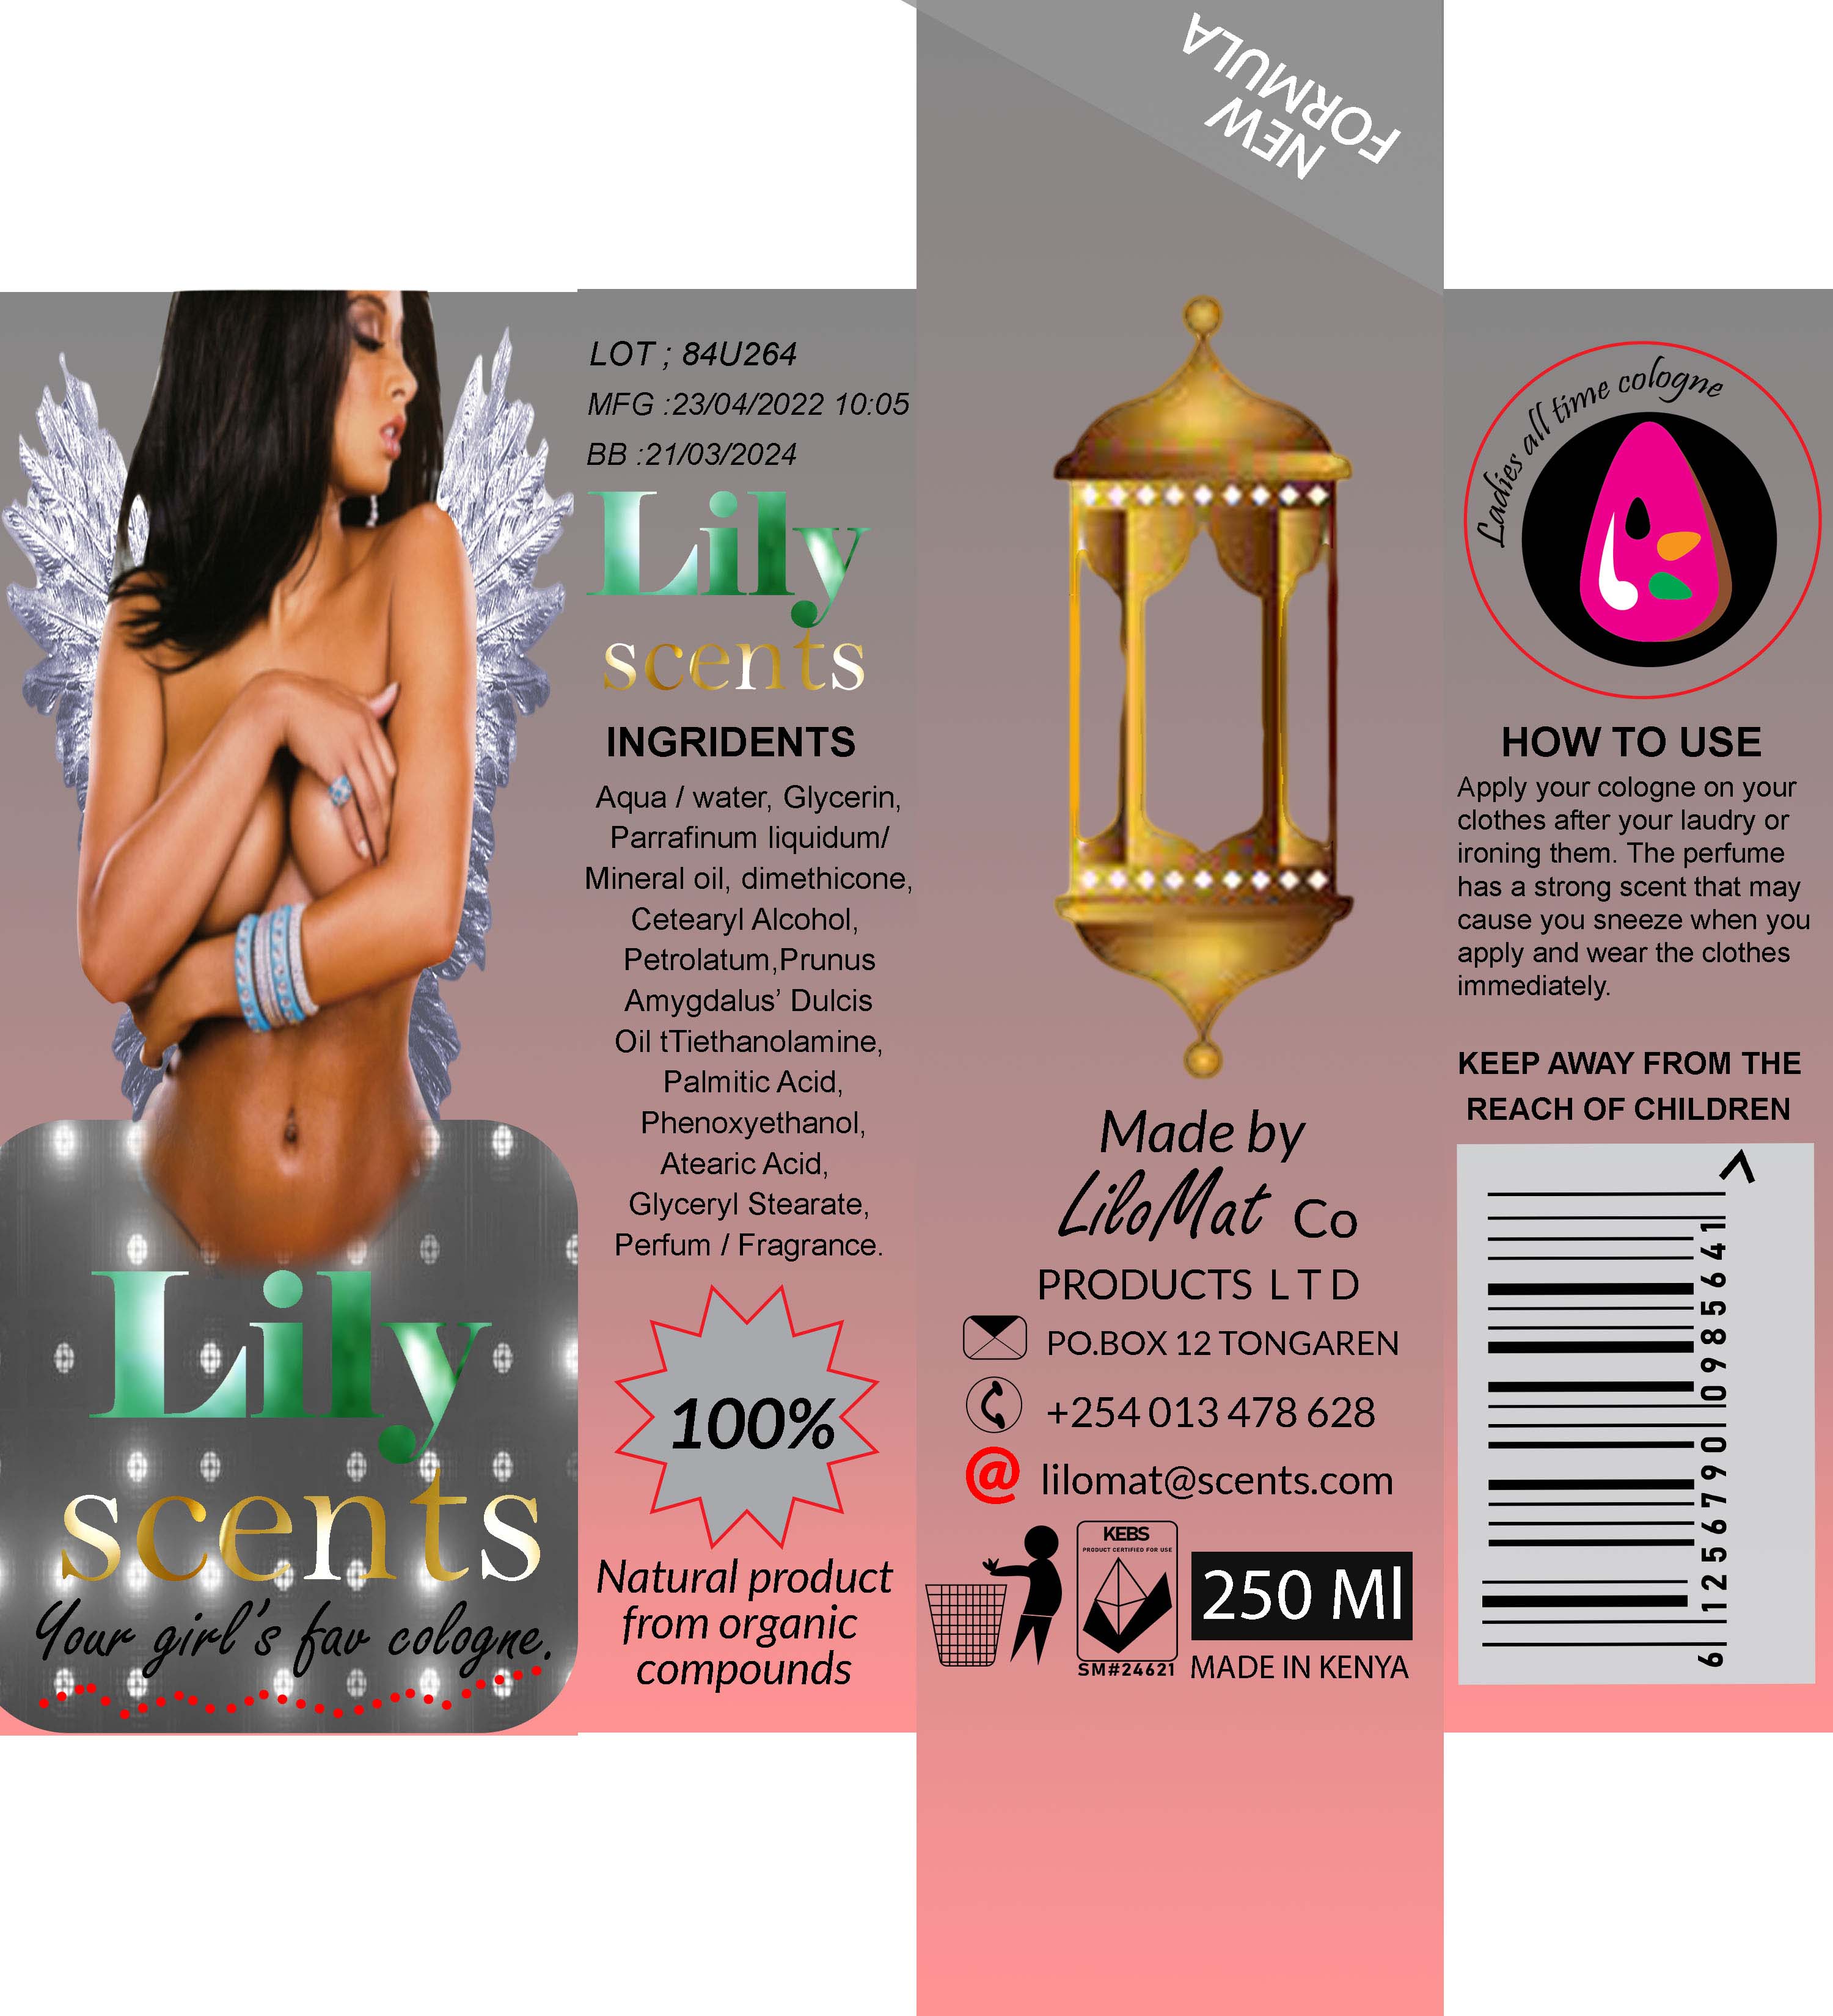 NEW
FORMULA
LOT ; 84U264
MFG :23/04/2022 10:05
BB :21/03/2024
Lily
scents
INGRIDENTS
Aqua / water, Glycerin,
Parrafinum liquidum/
Mineral oil, dimethicone,
Cetearyl Alcohol,
Petrolatum,Prunus
Amygdalus’ Dulcis
Oil tTiethanolamine,
Palmitic Acid,
Phenoxyethanol,
Atearic Acid,
Glyceryl Stearate,
Perfum / Fragrance.
100%
Natural product
from organic
compounds
Lily
scents
Your girl's fav cologne.
Made by
LiloMat Co
PRODUCTS LTD
PO.BOX 12 TONGAREN
+254 013 478 628
@ lilomat@scents.com
KEBS
PRODUCT CERTIFIED FOR USE
SM#24621
250 Ml
MADE IN KENYA
Ladies all time cologne
HOW TO USE
Apply your cologne on your
clothes after your laudry or
ironing them. The perfume
has a strong scent that may
cause you sneeze when you
apply and wear the clothes
immediately.
KEEP AWAY FROM THE
REACH OF CHILDREN
6 1256790 0985641 >